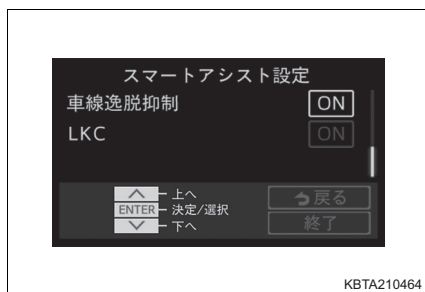 スマートアシスト設定
車線逸脱抑制 ON
LKC ON
上へ
ENTER 決定/選択
下へ
戻る
終了
KBTA210464